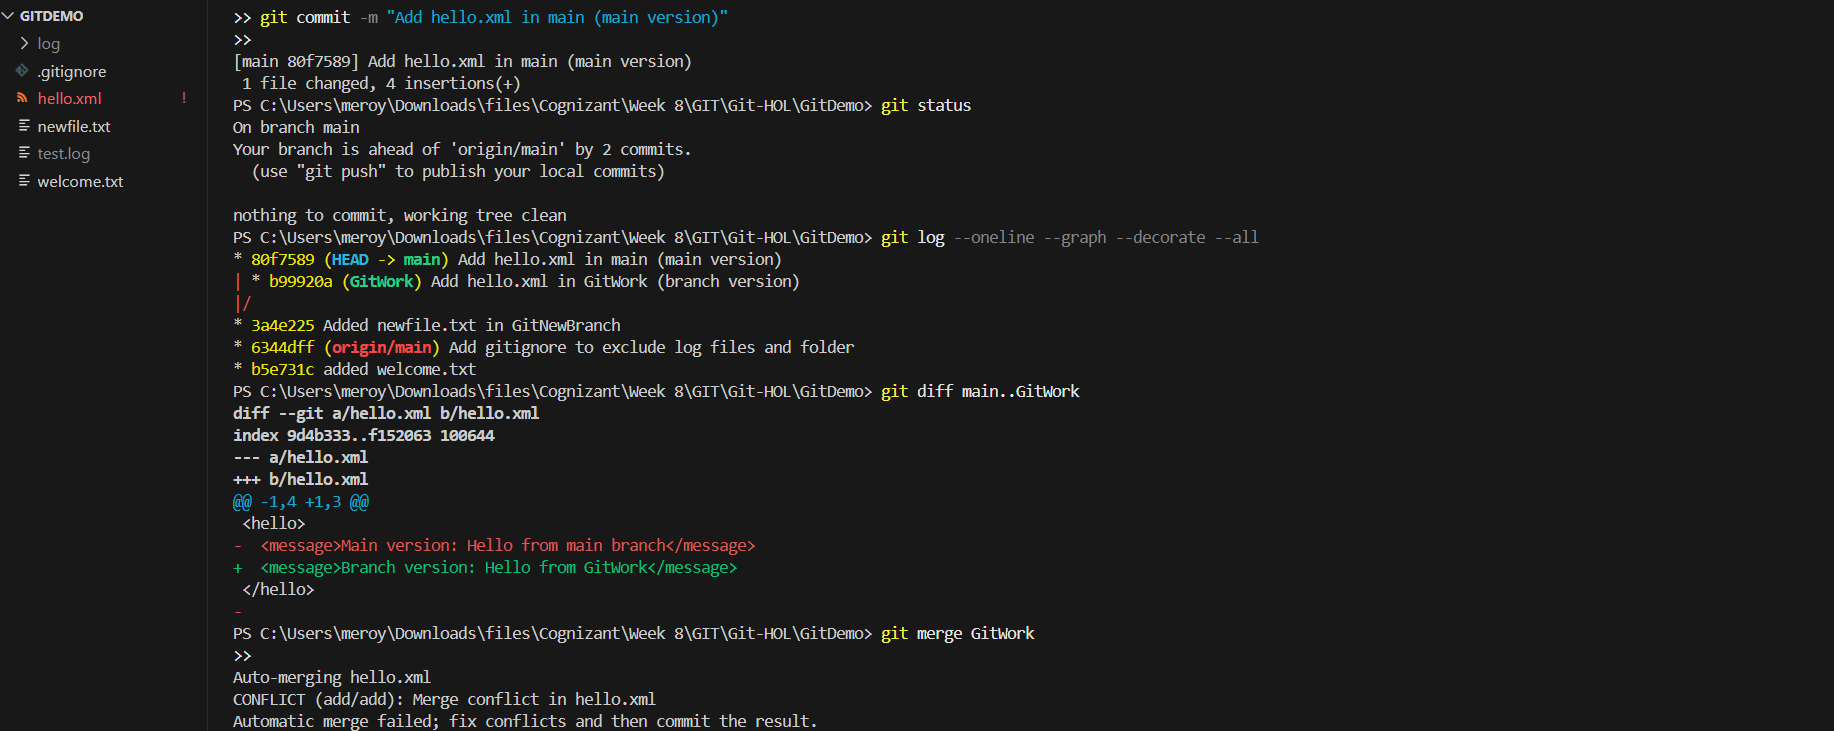 GITDEMO
log
.gitignore
hello.xml !
newfile.txt
test.log
welcome.txt
>> git commit -m "Add hello.xml in main (main version)"
>>
[main 80f7589] Add hello.xml in main (main version)
 1 file changed, 4 insertions(+)
PS C:\Users\meroy\Downloads\files\Cognizant\Week 8\GIT\Git-HOL\GitDemo> git status
On branch main
Your branch is ahead of 'origin/main' by 2 commits.
  (use "git push" to publish your local commits)
nothing to commit, working tree clean
PS C:\Users\meroy\Downloads\files\Cognizant\Week 8\GIT\Git-HOL\GitDemo> git log --oneline --graph --decorate --all
* 80f7589 (HEAD -> main) Add hello.xml in main (main version)
| * b99920a (GitWork) Add hello.xml in GitWork (branch version)
|/
* 3a4e225 Added newfile.txt in GitNewBranch
* 6344dff (origin/main) Add gitignore to exclude log files and folder
* b5e731c added welcome.txt
PS C:\Users\meroy\Downloads\files\Cognizant\Week 8\GIT\Git-HOL\GitDemo> git diff main..GitWork
diff --git a/hello.xml b/hello.xml
index 9d4b333..f152063 100644
--- a/hello.xml
+++ b/hello.xml
@@ -1,4 +1,3 @@
 <hello>
-  <message>Main version: Hello from main branch</message>
+  <message>Branch version: Hello from GitWork</message>
 </hello>
-
PS C:\Users\meroy\Downloads\files\Cognizant\Week 8\GIT\Git-HOL\GitDemo> git merge GitWork
>>
Auto-merging hello.xml
CONFLICT (add/add): Merge conflict in hello.xml
Automatic merge failed; fix conflicts and then commit the result.